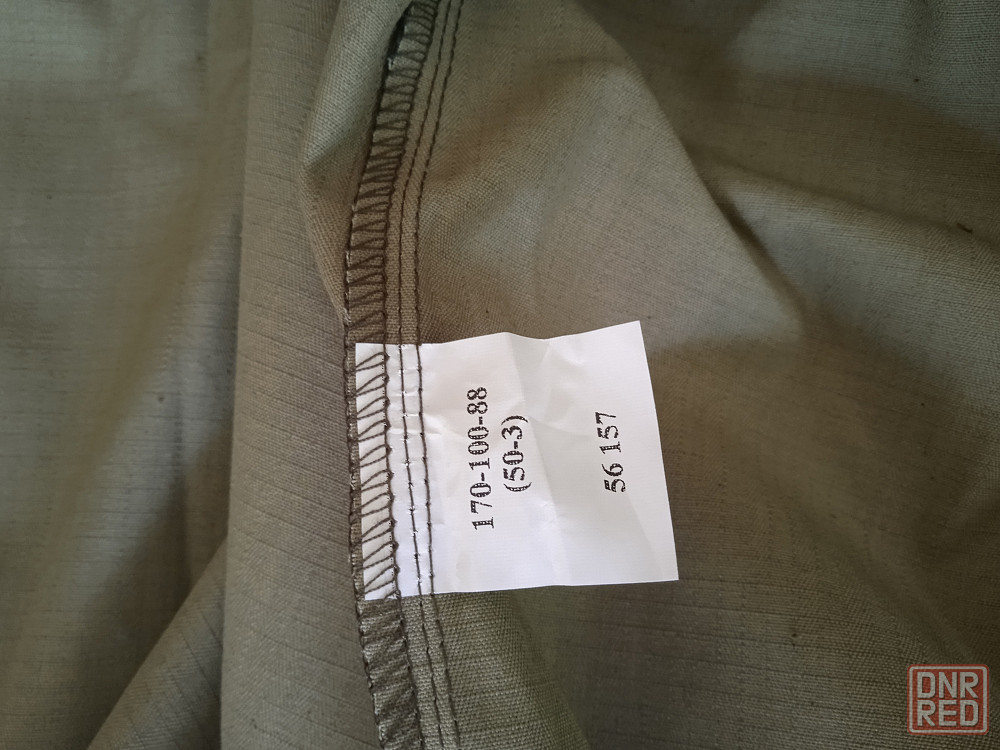 170-100-88
(50-3)
56 157
DNR
RED